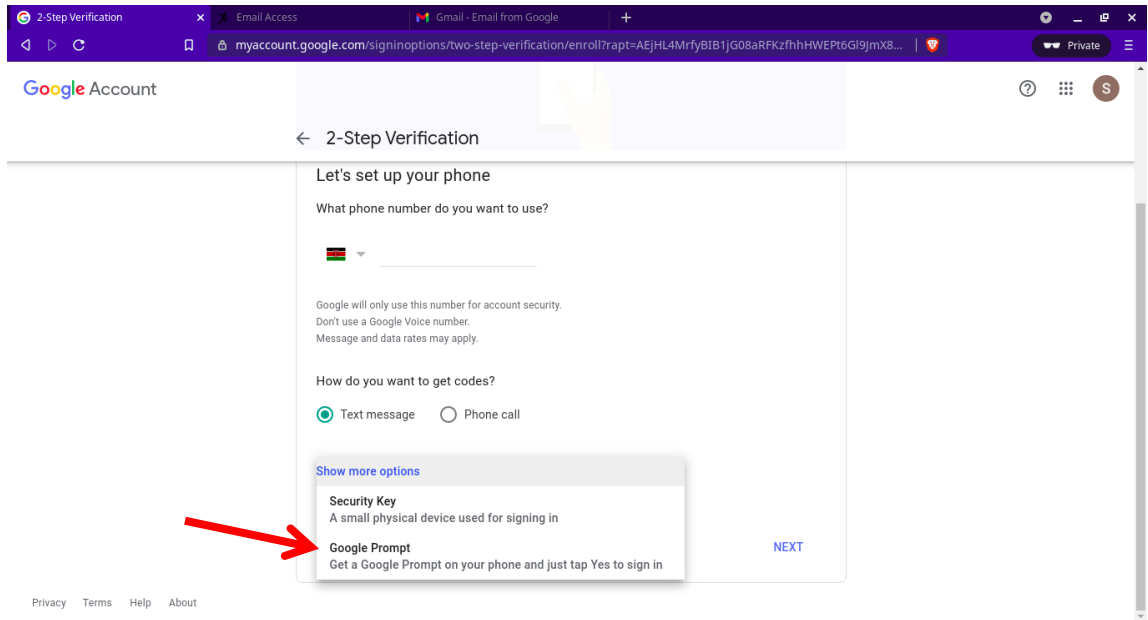 2-Step Verification
Email Access
Gmail - Email from Google
myaccount.google.com/signinoptions/two-step-verification/enroll?rapt=AEjHL4MrfyBIB1jG08aRFKzfhhHWEPt6Gl9JmX8...
Private
Google Account
S
2-Step Verification
Let's set up your phone
What phone number do you want to use?
Google will only use this number for account security.
Don't use a Google Voice number.
Message and data rates may apply.
How do you want to get codes?
Text message
Phone call
Show more options
Security Key
A small physical device used for signing in
Google Prompt
Get a Google Prompt on your phone and just tap Yes to sign in
NEXT
Privacy Terms Help About